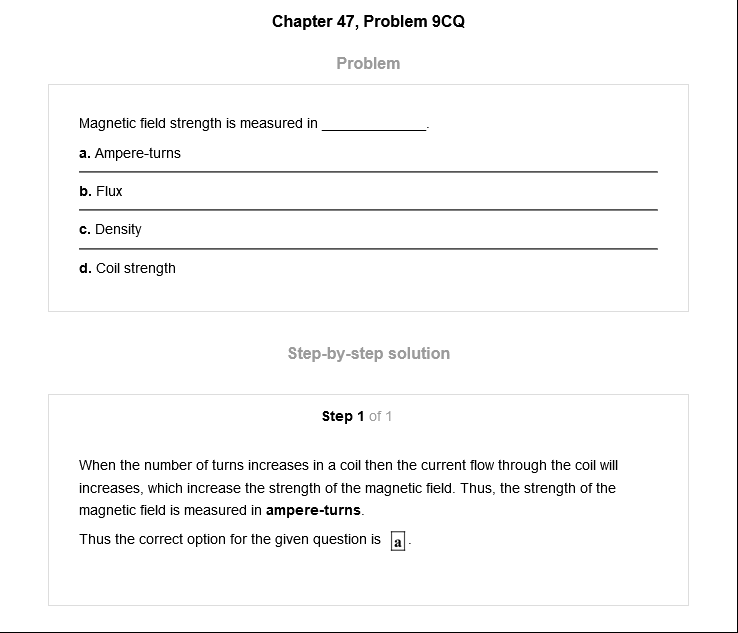 Chapter 47, Problem 9CQ
Problem
Magnetic field strength is measured in _____________.
a. Ampere-turns
b. Flux
c. Density
d. Coil strength
Step-by-step solution
Step 1 of 1
When the number of turns increases in a coil then the current flow through the coil will
increases, which increase the strength of the magnetic field. Thus, the strength of the
magnetic field is measured in ampere-turns.
Thus the correct option for the given question is a.